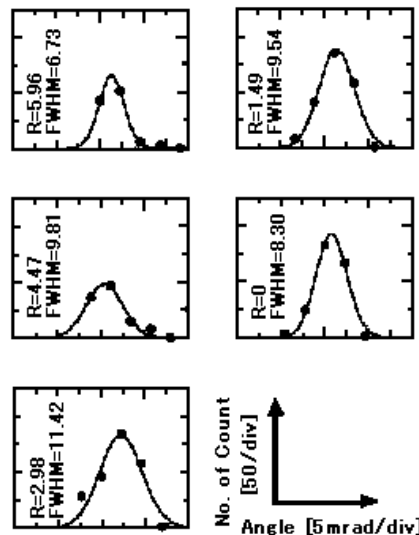 R=5.96
FWHM=6.73
R=1.49
FWHM=9.54
R=4.47
FWHM=9.81
R=0
FWHM=8.30
R=2.98
FWHM=11.42
No. of Count
[50/div]
Angle [5mrad/div]